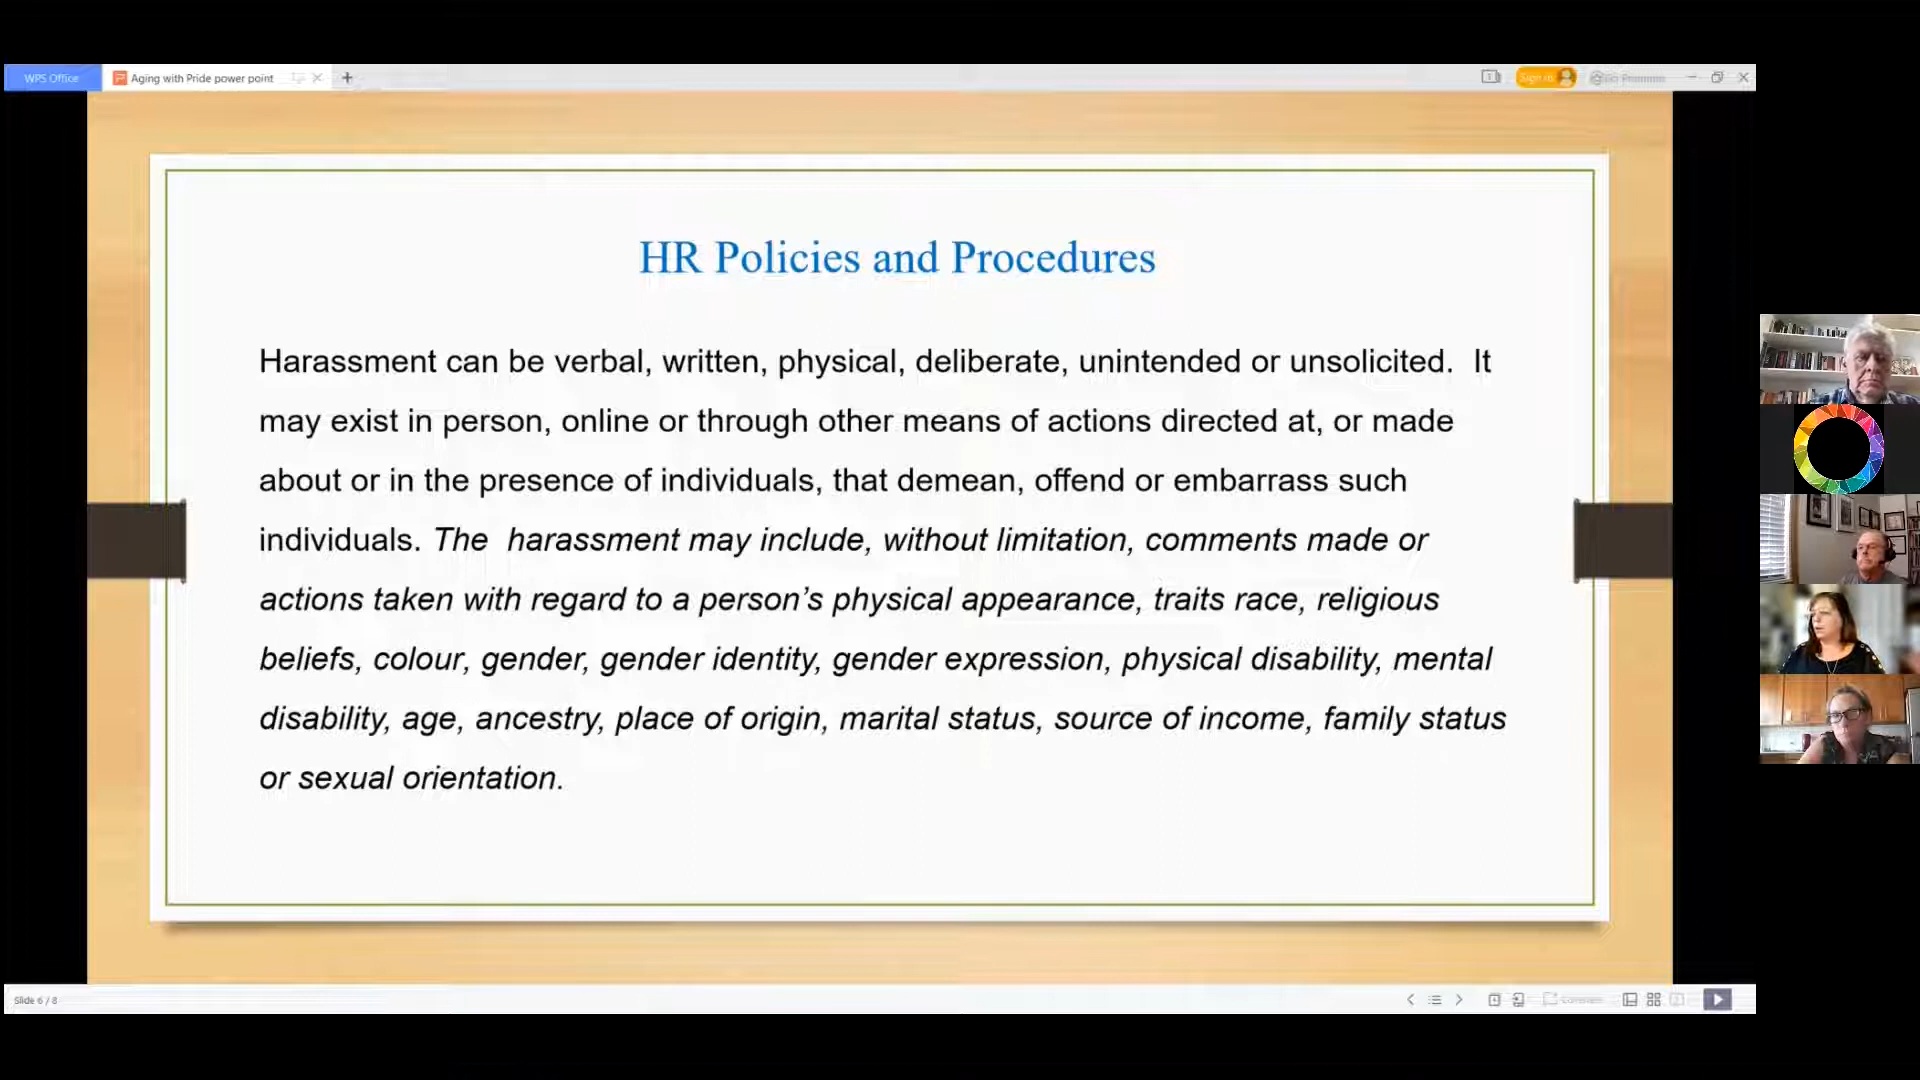 WPS Office
Aging with Pride power point
Sign in
Go Premium
HR Policies and Procedures
Harassment can be verbal, written, physical, deliberate, unintended or unsolicited.  It
may exist in person, online or through other means of actions directed at, or made
about or in the presence of individuals, that demean, offend or embarrass such
individuals. The  harassment may include, without limitation, comments made or
actions taken with regard to a person’s physical appearance, traits race, religious
beliefs, colour, gender, gender identity, gender expression, physical disability, mental
disability, age, ancestry, place of origin, marital status, source of income, family status
or sexual orientation.
Slide 6 / 8
Comment